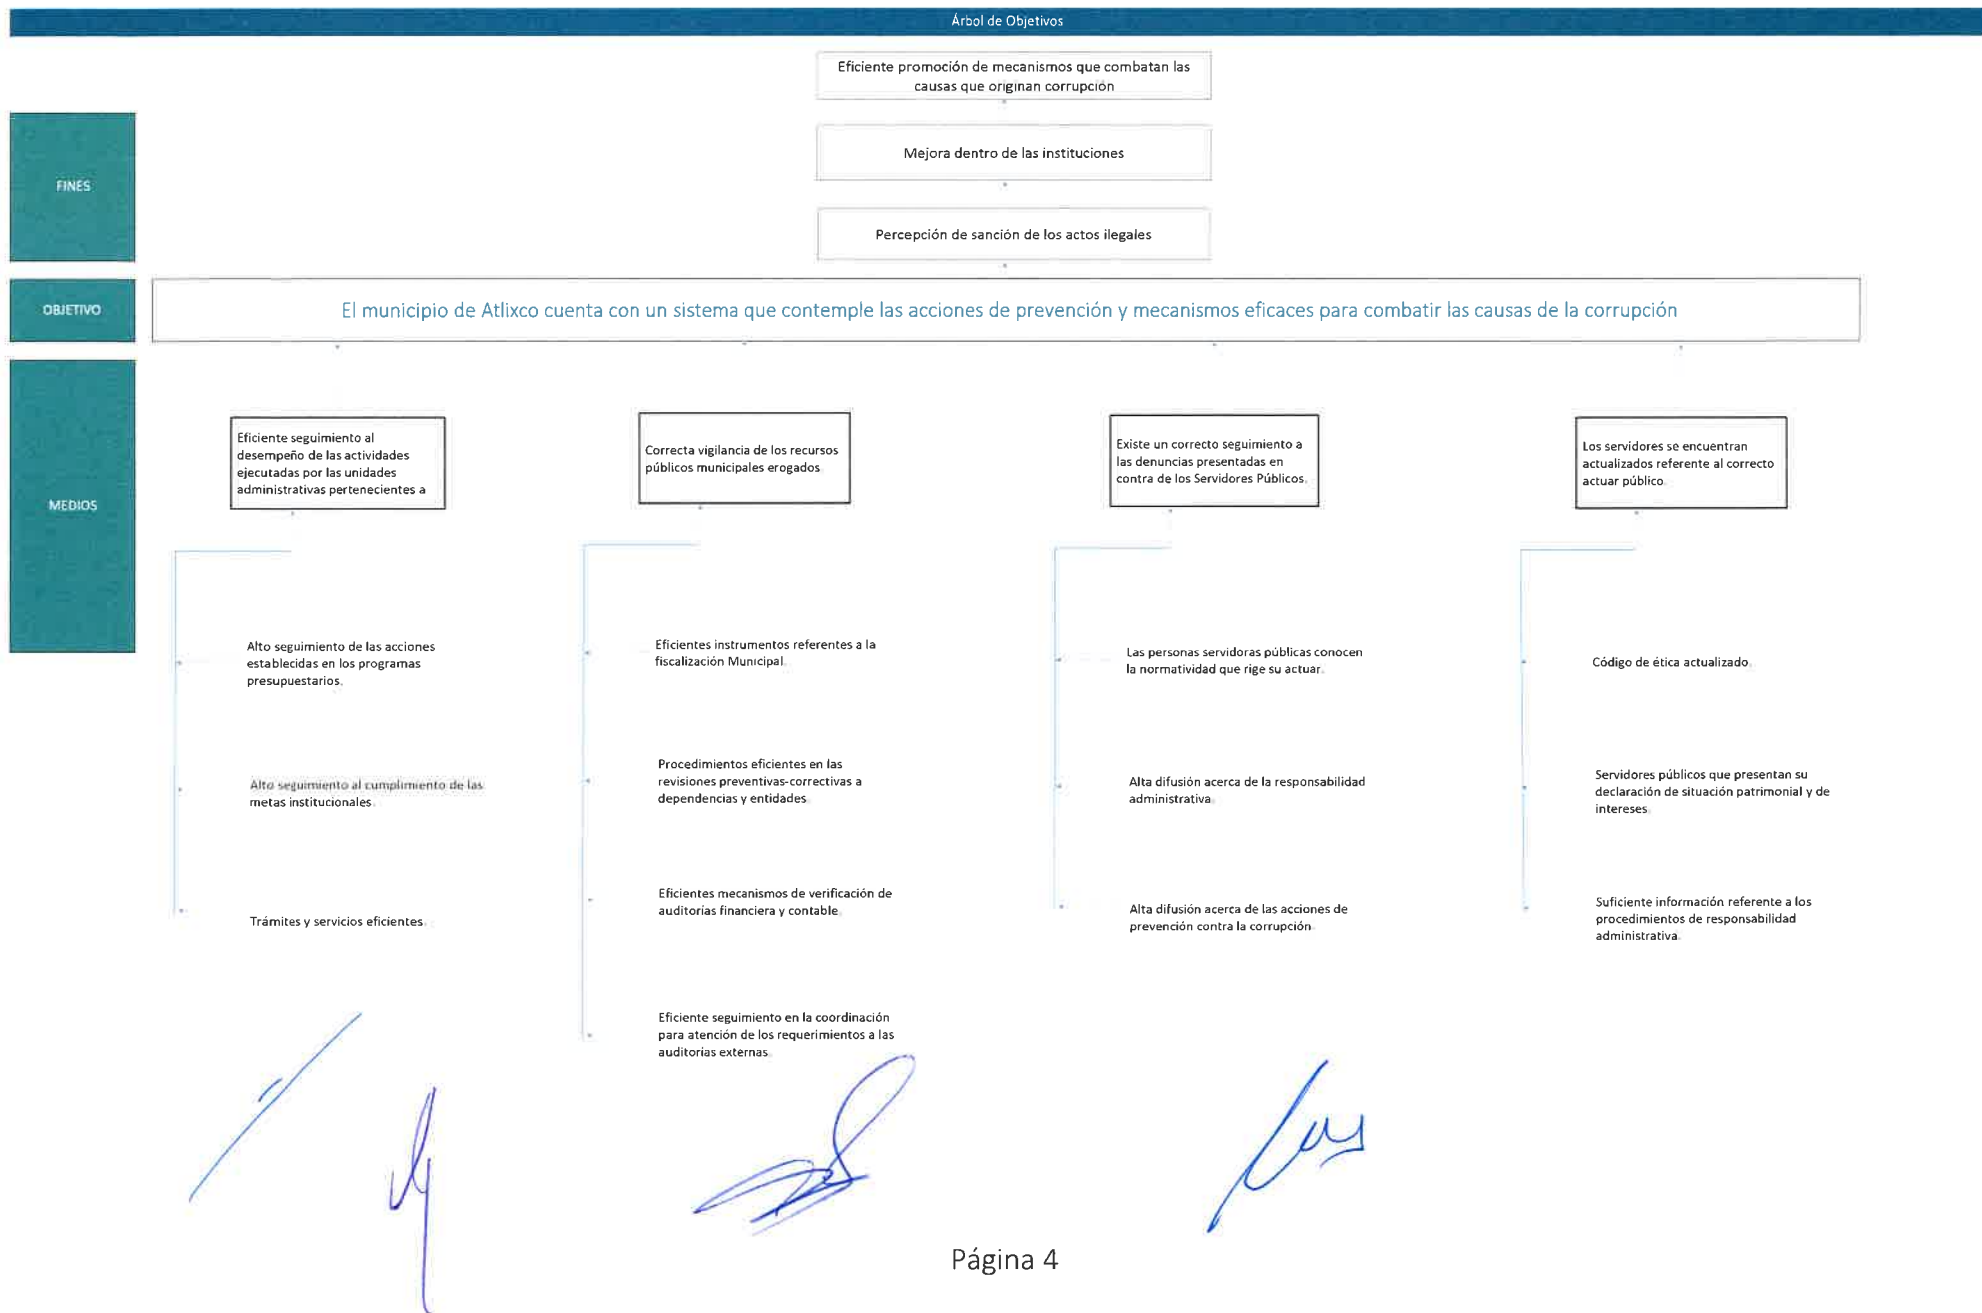 Árbol de Objetivos
Eficiente promoción de mecanismos que combatan las
causas que originan corrupción
FINES
Mejora dentro de las instituciones
Percepción de sanción de los actos ilegales
OBJETIVO
El municipio de Atlixco cuenta con un sistema que contemple las acciones de prevención y mecanismos eficaces para combatir las causas de la corrupción
MEDIOS
Eficiente seguimiento al
desempeño de las actividades
ejecutadas por las unidades
administrativas pertenecientes a
Alto seguimiento de las acciones
establecidas en los programas
presupuestarios.
Alto seguimiento al cumplimiento de las
metas institucionales.
Trámites y servicios eficientes.
Correcta vigilancia de los recursos
públicos municipales erogados
Eficientes instrumentos referentes a la
fiscalización Municipal.
Procedimientos eficientes en las
revisiones preventivas-correctivas a
dependencias y entidades.
Eficientes mecanismos de verificación de
auditorías financiera y contable.
Eficiente seguimiento en la coordinación
para atención de los requerimientos a las
auditorías externas.
Existe un correcto seguimiento a
las denuncias presentadas en
contra de los Servidores Públicos.
Las personas servidoras públicas conocen
la normatividad que rige su actuar.
Alta difusión acerca de la responsabilidad
administrativa.
Alta difusión acerca de las acciones de
prevención contra la corrupción.
Los servidores se encuentran
actualizados referente al correcto
actuar público.
Código de ética actualizado.
Servidores públicos que presentan su
declaración de situación patrimonial y de
intereses.
Suficiente información referente a los
procedimientos de responsabilidad
administrativa.
Página 4